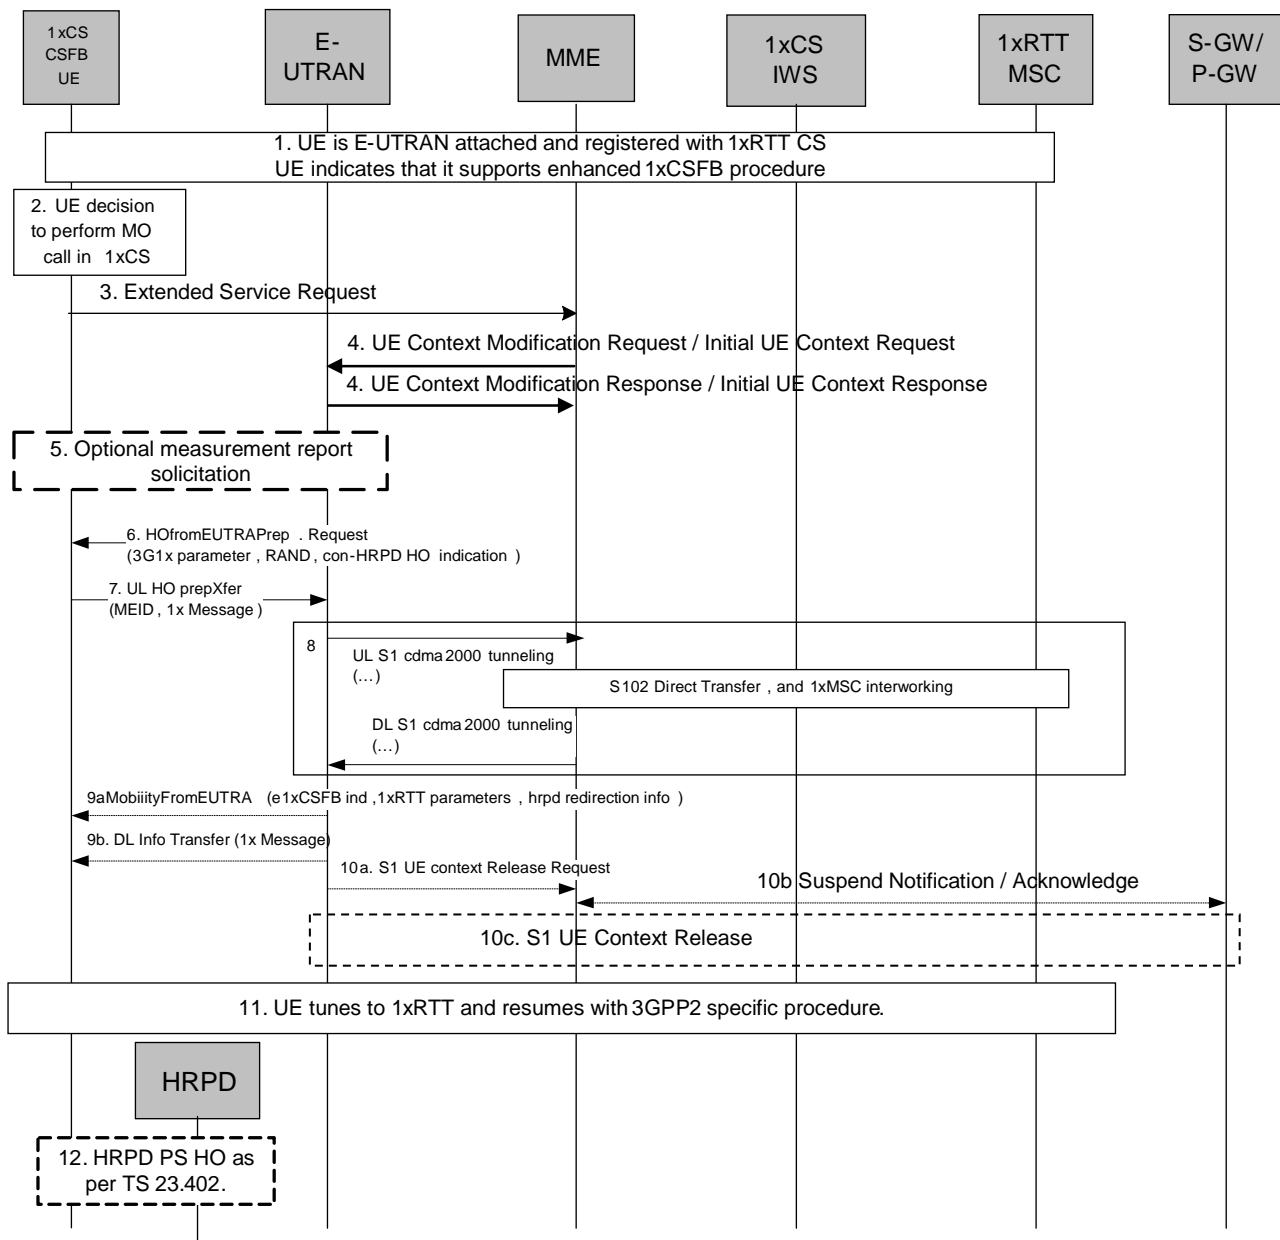 1xCS
CSFB
UE
E-
UTRAN
MME
1xCS
IWS
1xRTT
MSC
S-GW/
P-GW
1. UE is E-UTRAN attached and registered with 1xRTT CS
UE indicates that it supports enhanced 1xCSFB procedure
2. UE decision
to perform MO
call in 1xCS
3. Extended Service Request
4. UE Context Modification Request / Initial UE Context Request
4. UE Context Modification Response / Initial UE Context Response
5. Optional measurement report
solicitation
6. HOfromEUTRAPrep . Request
(3G1x parameter , RAND , con-HRPD HO indication )
7. UL HO prepXfer
(MEID , 1x Message )
8
UL S1 cdma2000 tunneling
(...)
S102 Direct Transfer , and 1xMSC interworking
DL S1 cdma2000 tunneling
(...)
9aMobiiityFromEUTRA (e1xCSFB ind ,1xRTT parameters , hrpd redirection info )
9b. DL Info Transfer (1x Message)
10a. S1 UE context Release Request
10b Suspend Notification / Acknowledge
10c. S1 UE Context Release
11. UE tunes to 1xRTT and resumes with 3GPP2 specific procedure.
HRPD
12. HRPD PS HO as
per TS 23.402.